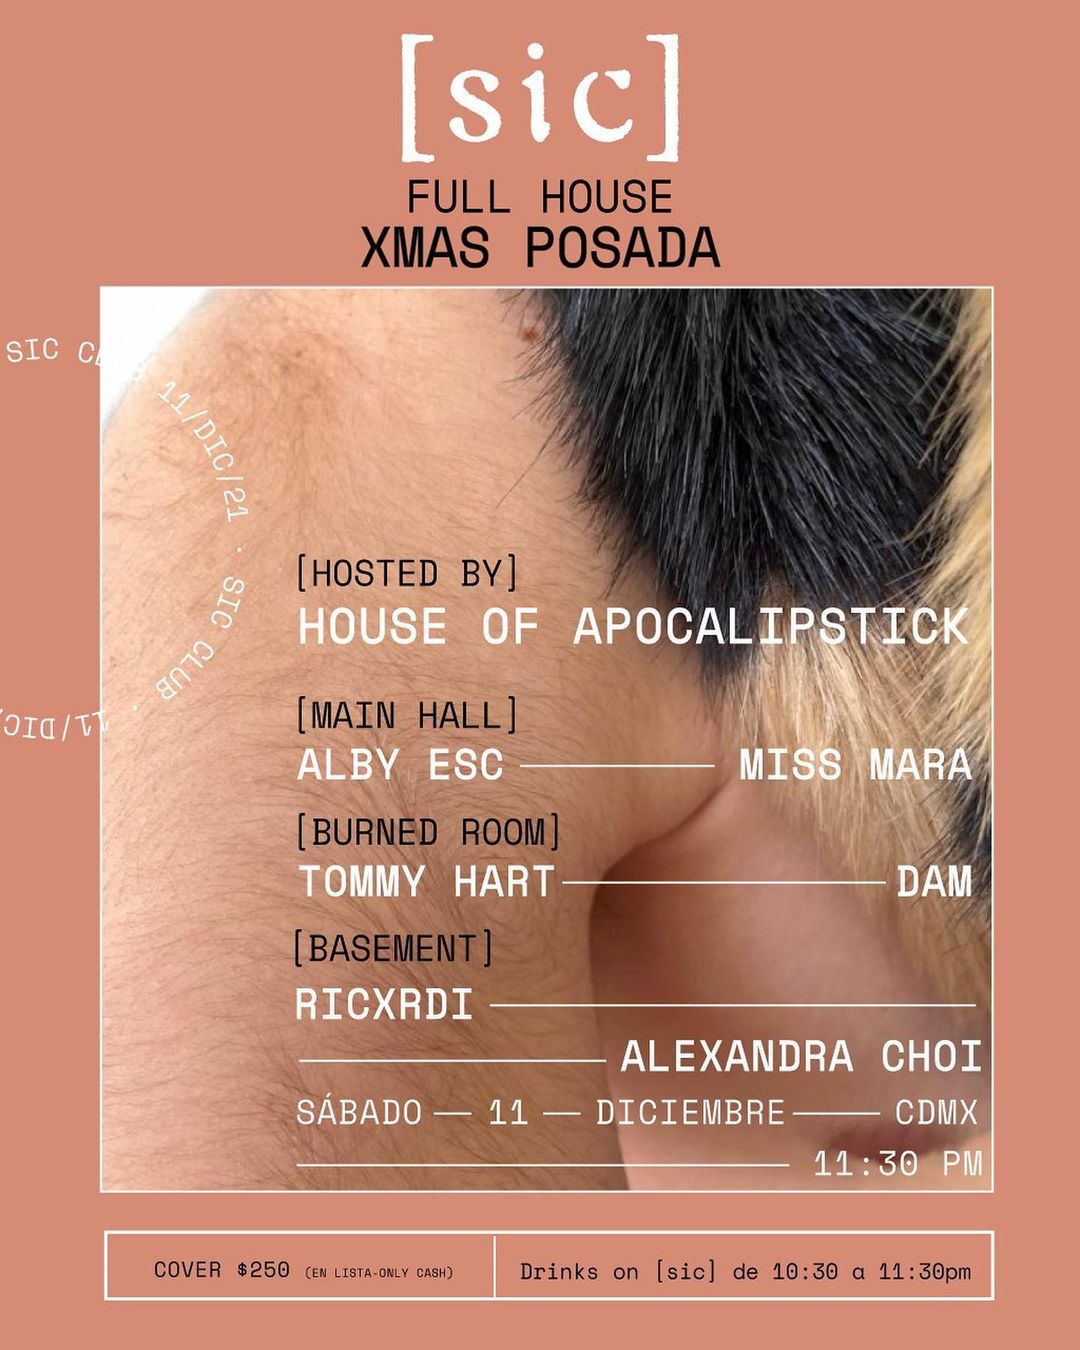 [sic]
FULL HOUSE
XMAS POSADA
SIC CLUB 11/DIC/21 · SIC CLUB · 11/DIC/
[HOSTED BY]
HOUSE OF APOCALIPSTICK
[MAIN HALL]
ALBY ESC — MISS MARA
[BURNED ROOM]
TOMMY HART — DAM
[BASEMENT]
RICXRDI —
— ALEXANDRA CHOI
SÁBADO — 11 — DICIEMBRE — CDMX
— 11:30 PM
COVER $250 (EN LISTA-ONLY CASH)
Drinks on [sic] de 10:30 a 11:30pm